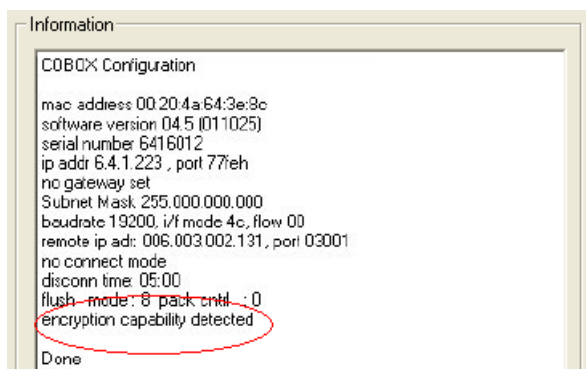 Information
COBOX Configuration
mac address 00:20:4a:64:3e:8c
software version 04.5 (011025)
serial number 6416012
ip addr 6.4.1.223 , port 77feh
no gateway set
Subnet Mask 255.000.000.000
baudrate 19200, i/f mode 4c, flow 00
remote ip adr: 006.003.002.131, port 03001
no connect mode
disconn time: 05:00
flush mode : 8 pack cntrl : 0
encryption capability detected
Done